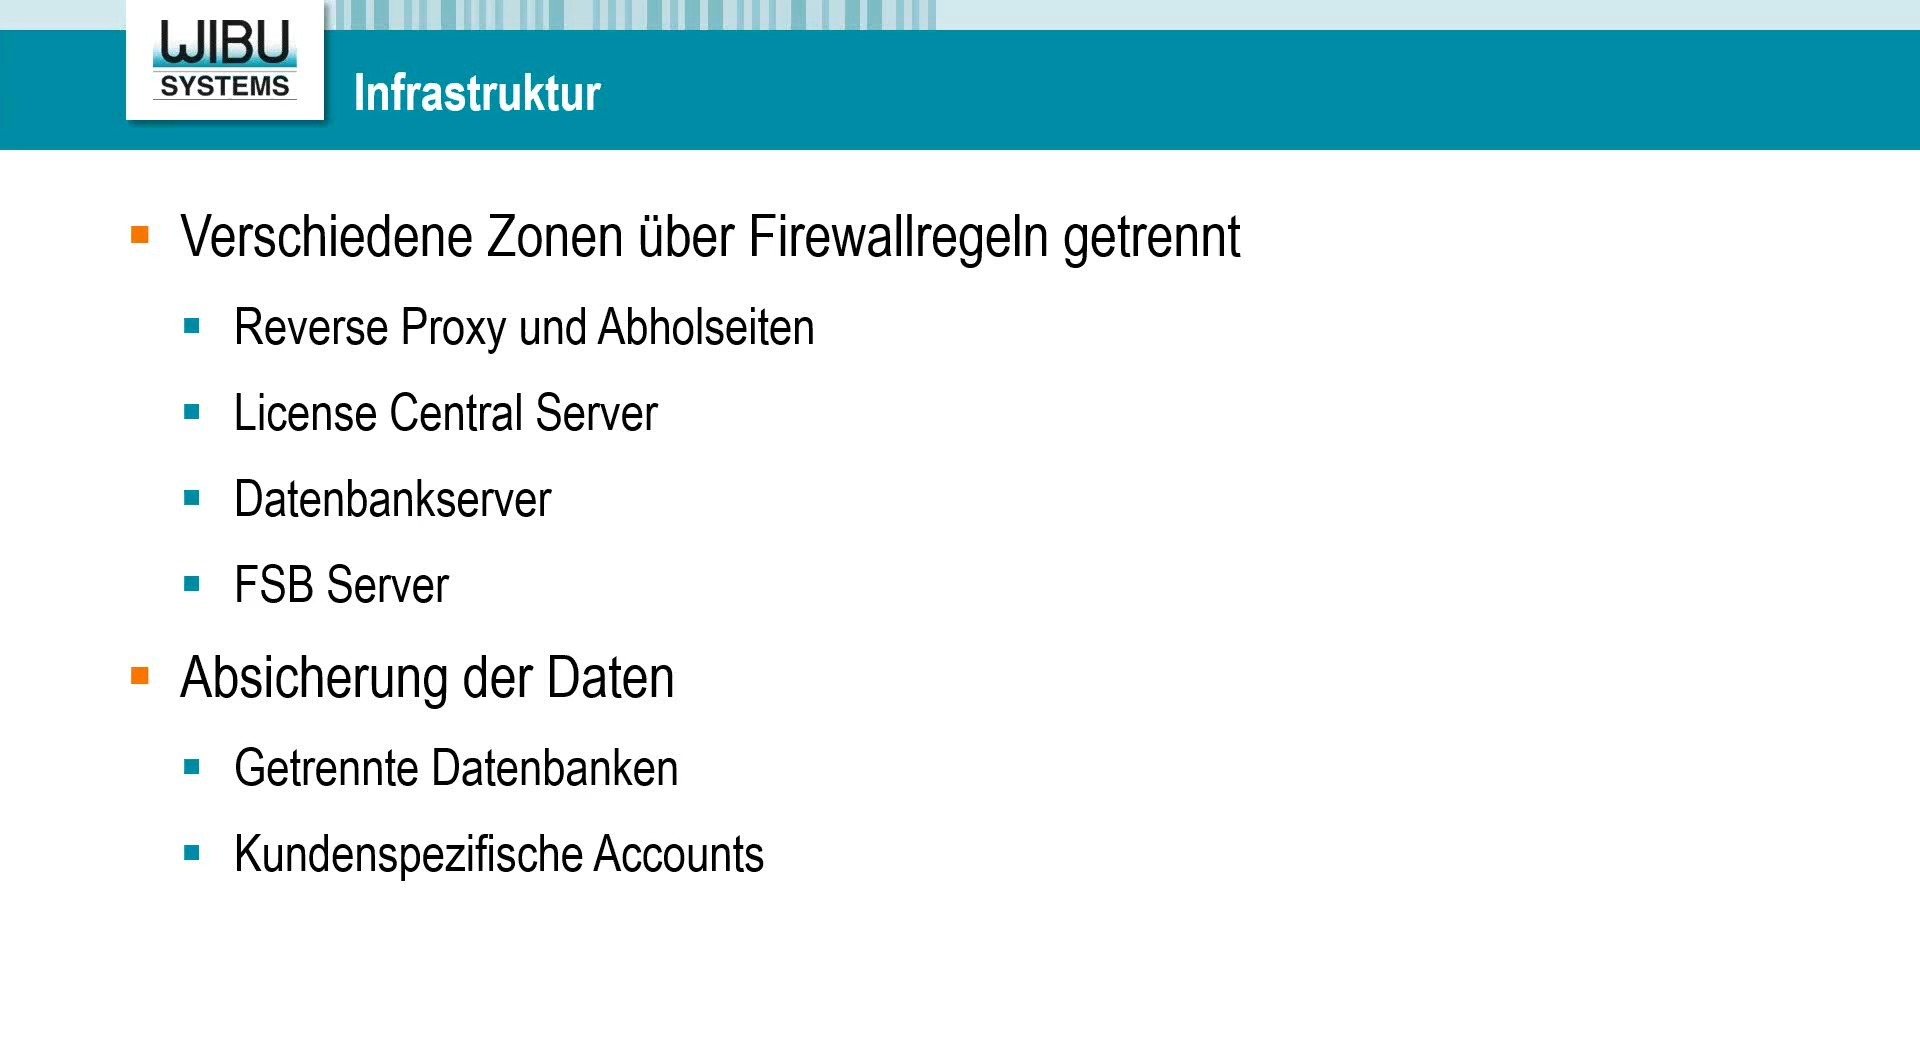 WIBU
SYSTEMS
Infrastruktur
Verschiedene Zonen über Firewallregeln getrennt
Reverse Proxy und Abholseiten
License Central Server
Datenbankserver
FSB Server
Absicherung der Daten
Getrennte Datenbanken
Kundenspezifische Accounts